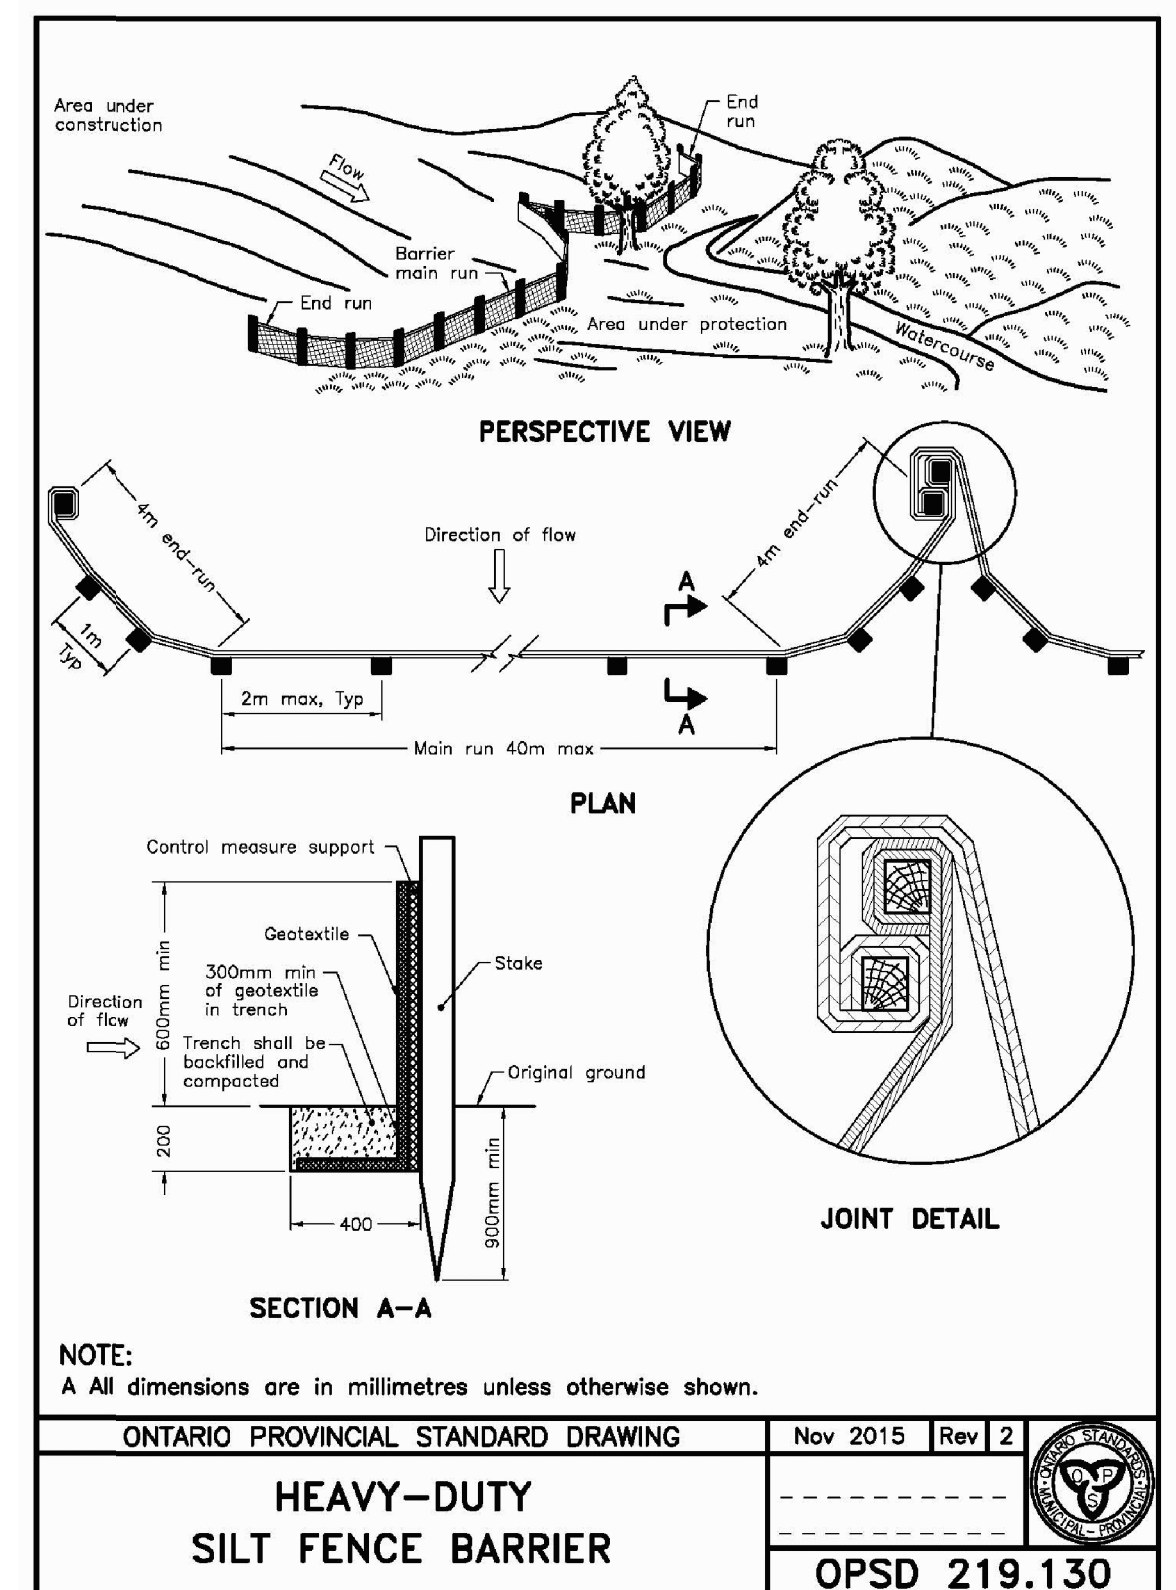 Area under
construction
Flow
End
run
Barrier
main run
End run
Area under protection
Watercourse
PERSPECTIVE VIEW
4m end-run
Direction of flow
4m end-run
A
1m
Typ
2m max, Typ
A
Main run 40m max
PLAN
Control measure support
Geotextile
600mm min
300mm min
of geotextile
in trench
Stake
Direction
of flow
Trench shall be
backfilled and
compacted
Original ground
200
400
900mm min
JOINT DETAIL
SECTION A-A
NOTE:
A All dimensions are in millimetres unless otherwise shown.
ONTARIO PROVINCIAL STANDARD DRAWING
Nov 2015
Rev
2
ONTARIO STANDARDS
MUNICIPAL - PROVINCIAL
O P
S
HEAVY-DUTY
SILT FENCE BARRIER
OPSD 219.130